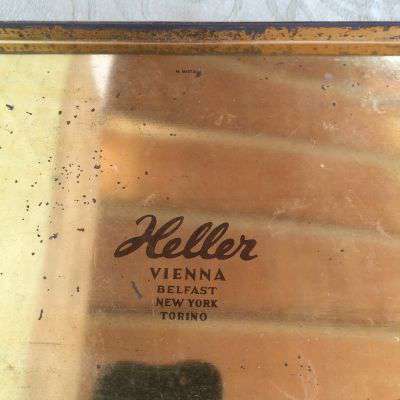 Heller
VIENNA
BELFAST
NEW YORK
TORINO